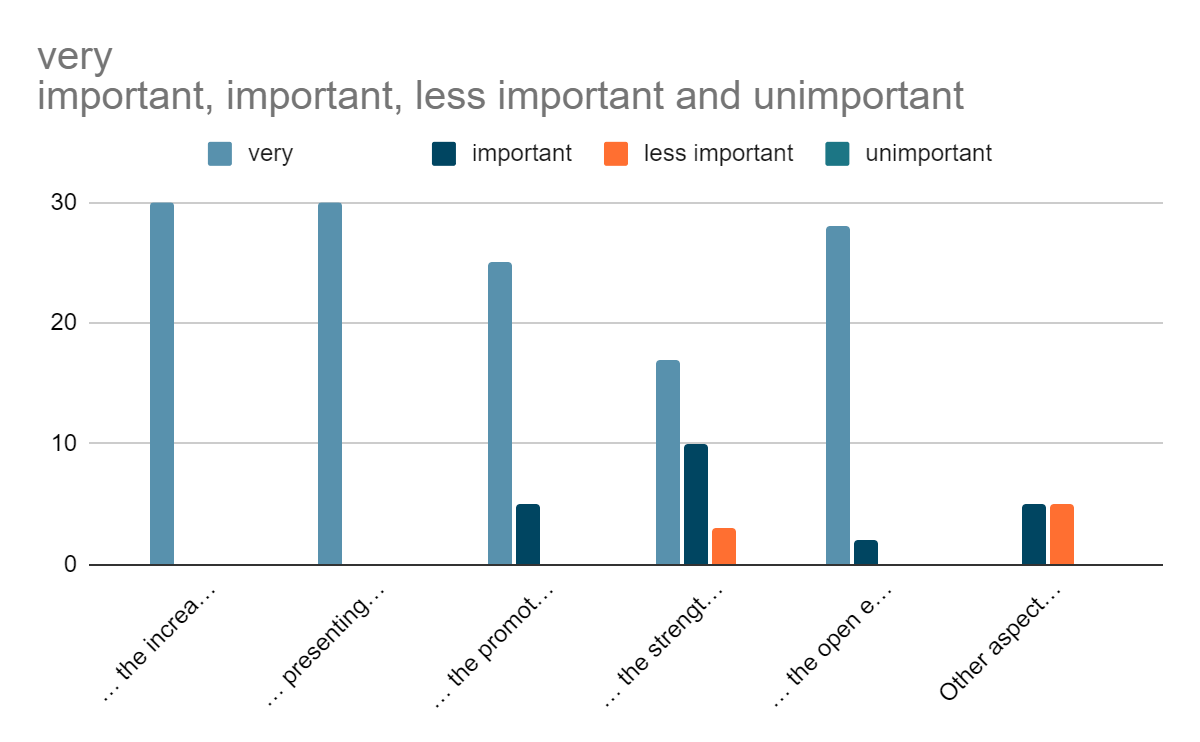 very
important, important, less important and unimportant
very important less important unimportant
30
20
10
0
… the increa…
… presenting…
… the promot…
… the strengt…
… the open e…
Other aspect…